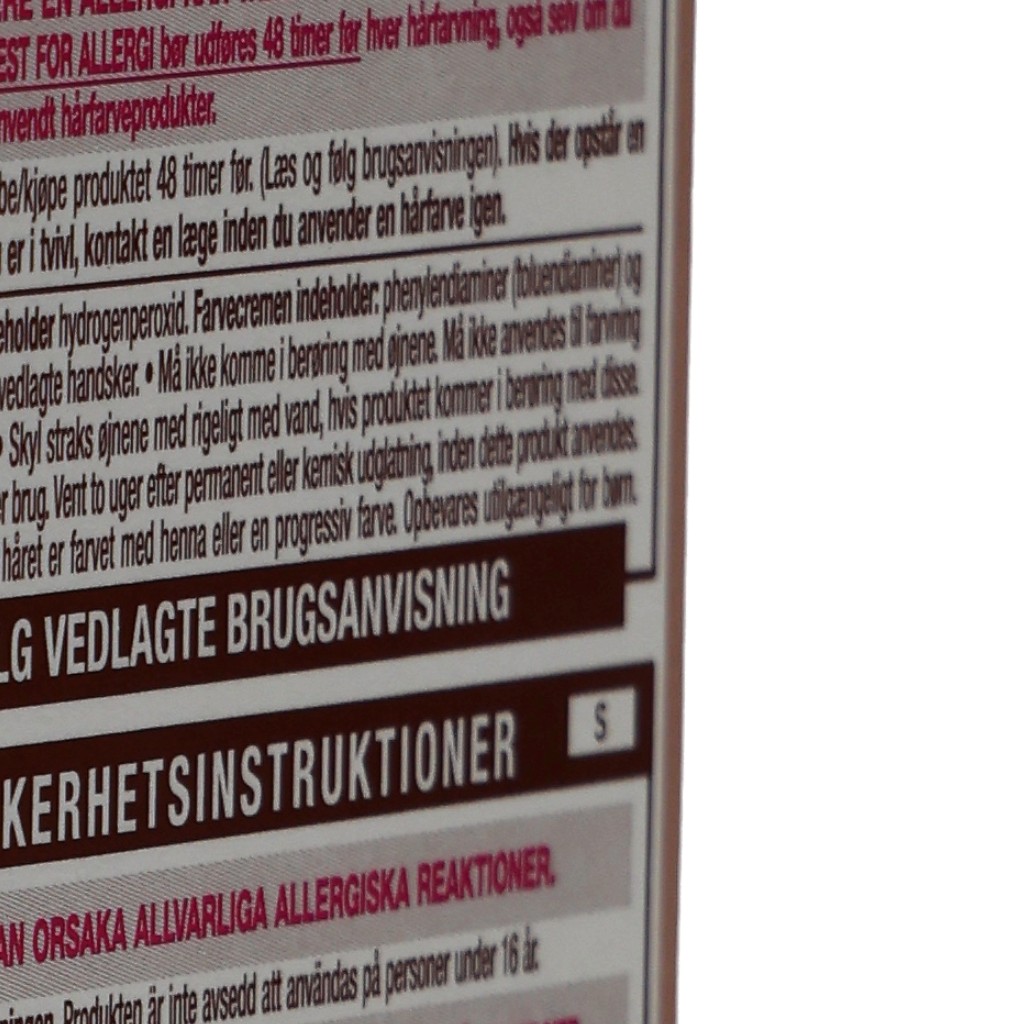 EST FOR ALLERGI bør udføres 48 timer før hver hårfarvning, også selv om du
nvendt hårfarveprodukter.
be/kjøpe produktet 48 timer før. (Læs og følg brugsanvisningen). Hvis der opstår en
er i tvivl, kontakt en læge inden du anvender en hårfarve igen.
eholder hydrogenperoxid. Farvecremen indeholder: phenylendiaminer (toluendiaminer) og
vedlagte handsker. • Må ikke komme i berøring med øjnene. Må ikke anvendes til farvning
• Skyl straks øjnene med rigeligt med vand, hvis produktet kommer i berøring med disse.
r brug. Vent to uger efter permanent eller kemisk udglatning, inden dette produkt anvendes.
håret er farvet med henna eller en progressiv farve. Opbevares utilgængeligt for børn.
LG VEDLAGTE BRUGSANVISNING
KERHETSINSTRUKTIONER S
AN ORSAKA ALLVARLIGA ALLERGISKA REAKTIONER.
ningen. Produkten är inte avsedd att användas på personer under 16 år.